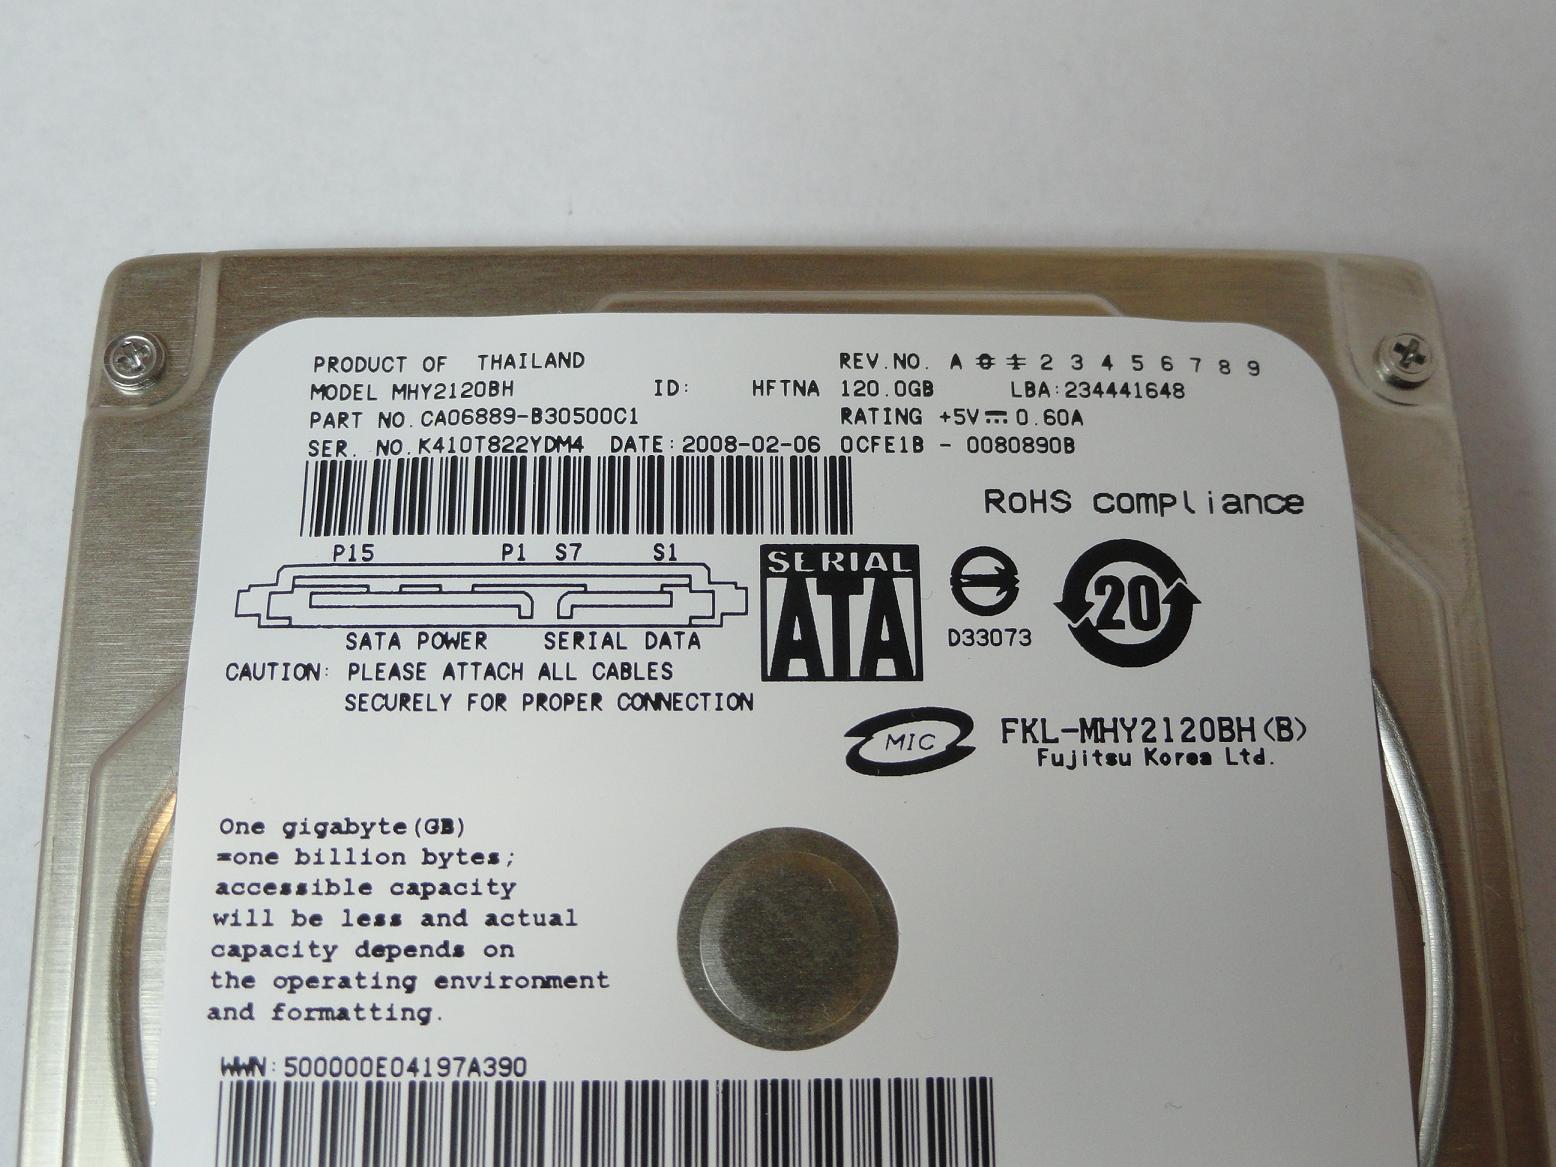 PRODUCT OF THAILAND REV.NO. A 0 1 2 3 4 5 6 7 8 9
MODEL MHY2120BH ID: HFTNA 120.0GB LBA:234441648
PART NO.CA06889-B30500C1 RATING +5V⎓0.60A
SER. NO.K410T822YDM4 DATE:2008-02-06 0CFE1B - 0080890B
RoHS compliance
P15 P1 S7 S1
SERIAL
ATA
20
D33073
SATA POWER SERIAL DATA
CAUTION: PLEASE ATTACH ALL CABLES
SECURELY FOR PROPER CONNECTION
MIC
FKL-MHY2120BH(B)
Fujitsu Korea Ltd.
One gigabyte(GB)
=one billion bytes;
accessible capacity
will be less and actual
capacity depends on
the operating environment
and formatting.
WWN:500000E04197A390